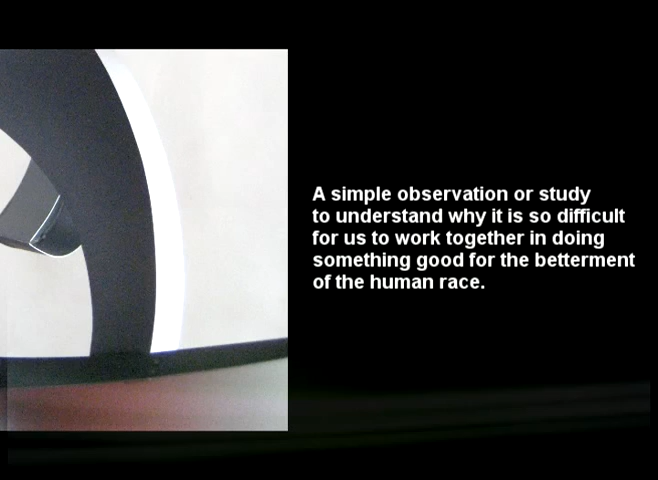 A simple observation or study
to understand why it is so difficult
for us to work together in doing
something good for the betterment
of the human race.